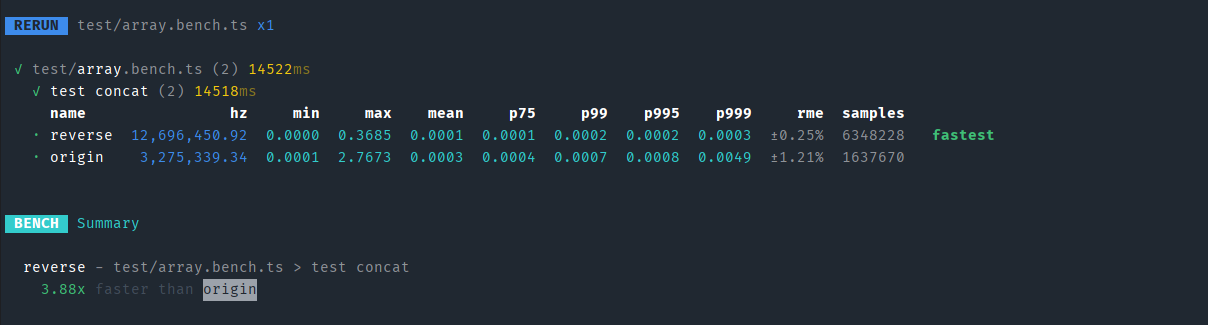 RERUN test/array.bench.ts x1
√ test/array.bench.ts (2) 14522ms
√ test concat (2) 14518ms
name hz min max mean p75 p99 p995 p999 rme samples
· reverse 12,696,450.92 0.0000 0.3685 0.0001 0.0001 0.0002 0.0002 0.0003 ±0.25% 6348228 fastest
· origin 3,275,339.34 0.0001 2.7673 0.0003 0.0004 0.0007 0.0008 0.0049 ±1.21% 1637670
BENCH Summary
reverse - test/array.bench.ts > test concat
3.88x faster than origin